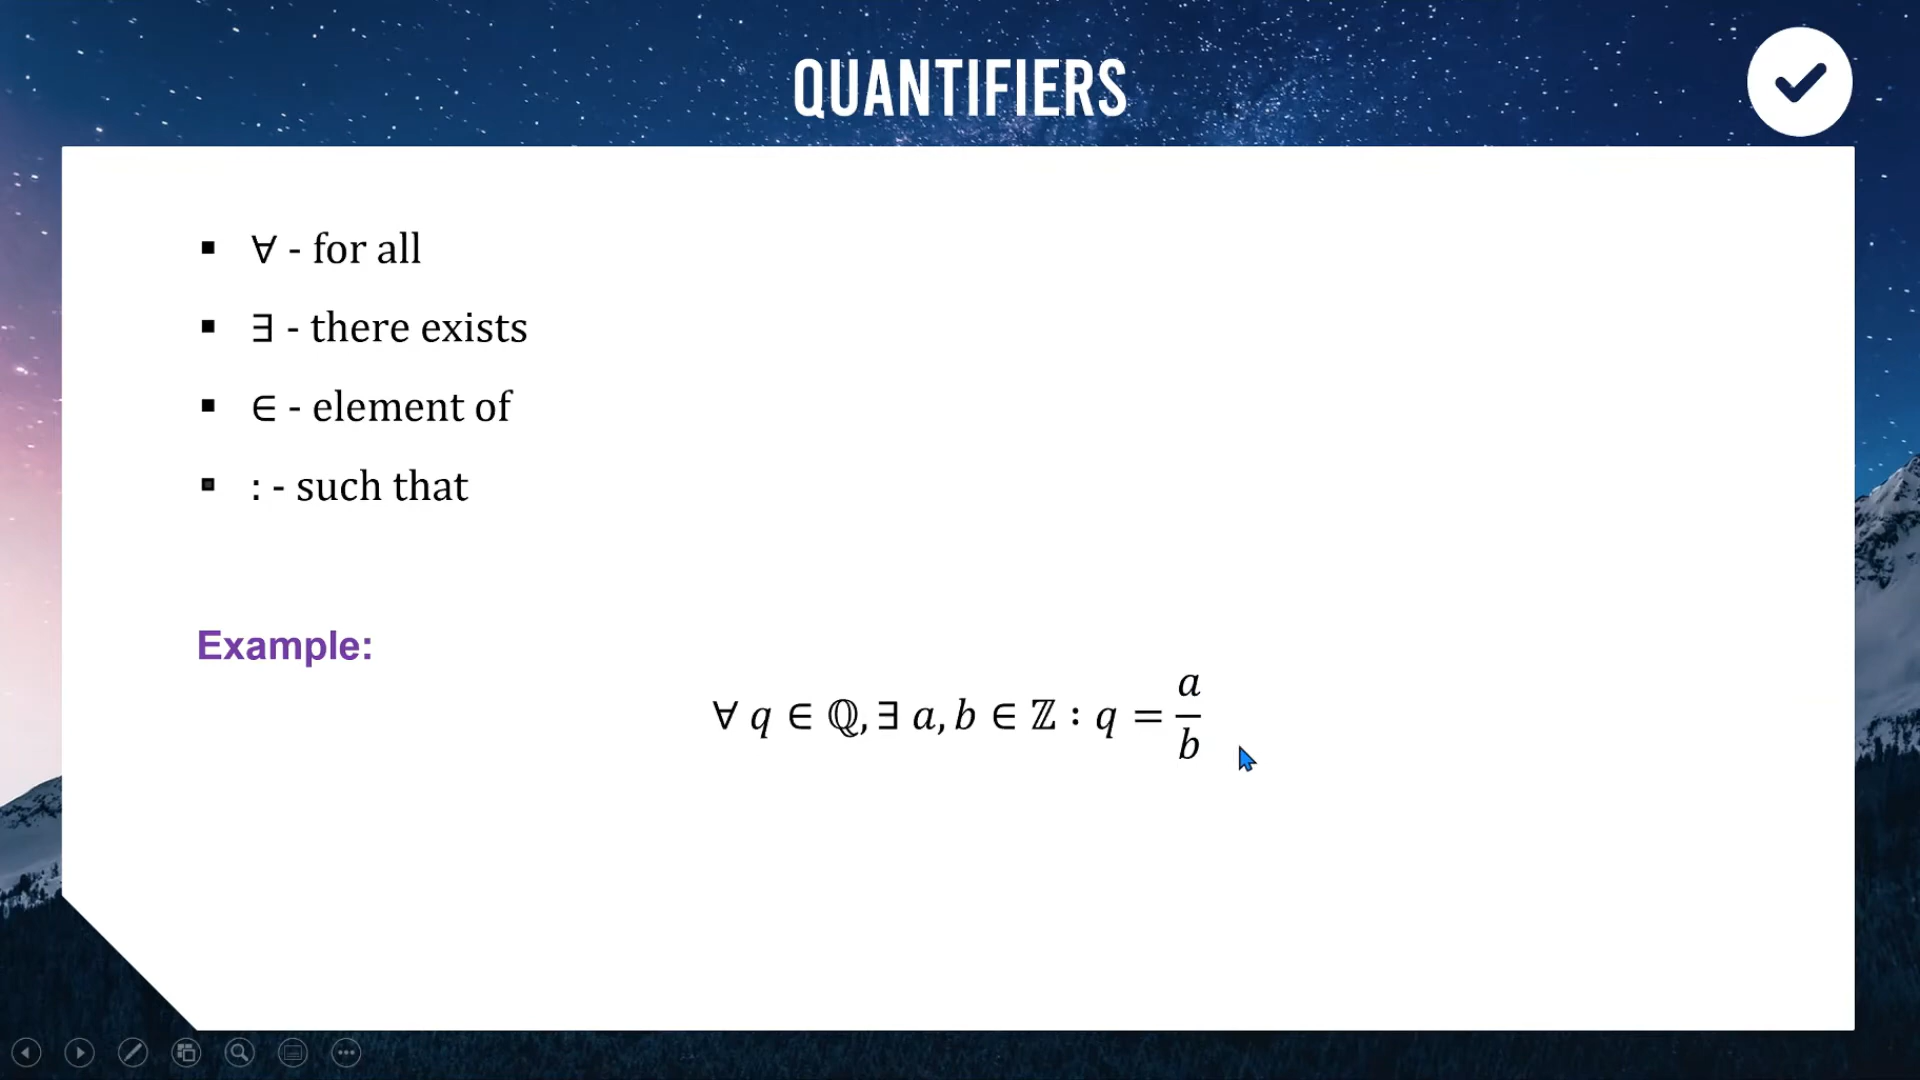 QUANTIFIERS
▪ ∀ - for all
▪ ∃ - there exists
▪ ∈ - element of
▪ : - such that
Example:
∀ q ∈ ℚ, ∃ a, b ∈ ℤ : q = a/b